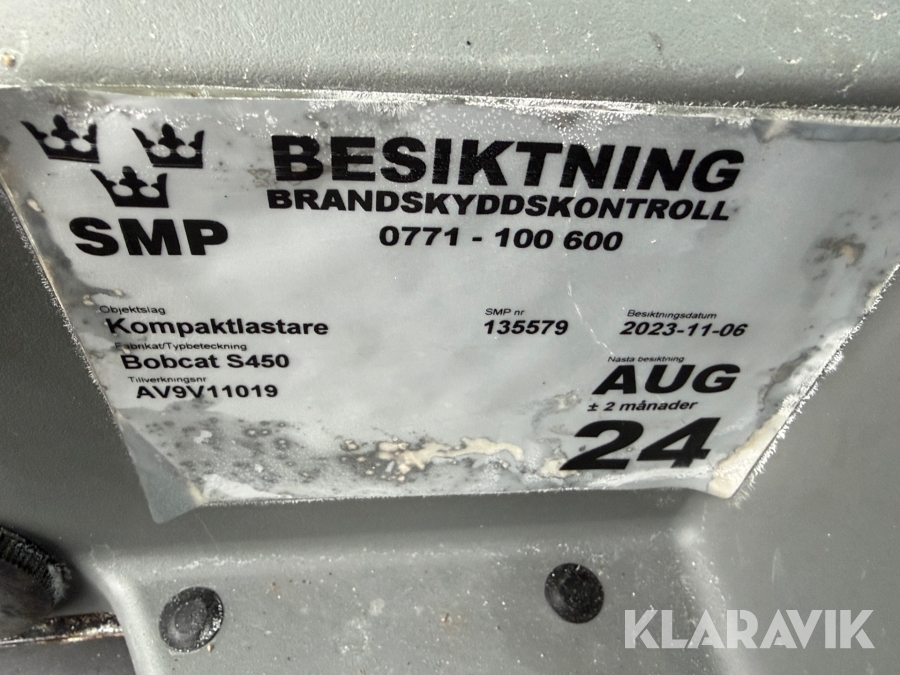 SMP
BESIKTNING
BRANDSKYDDSKONTROLL
0771 - 100 600
Objektslag
Kompaktlastare
Fabrikat/Typbeteckning
Bobcat S450
Tillverkningsnr
AV9V11019
SMP nr
135579
Besiktningsdatum
2023-11-06
Nästa besiktning
AUG
± 2 månader
24
KLARAVIK